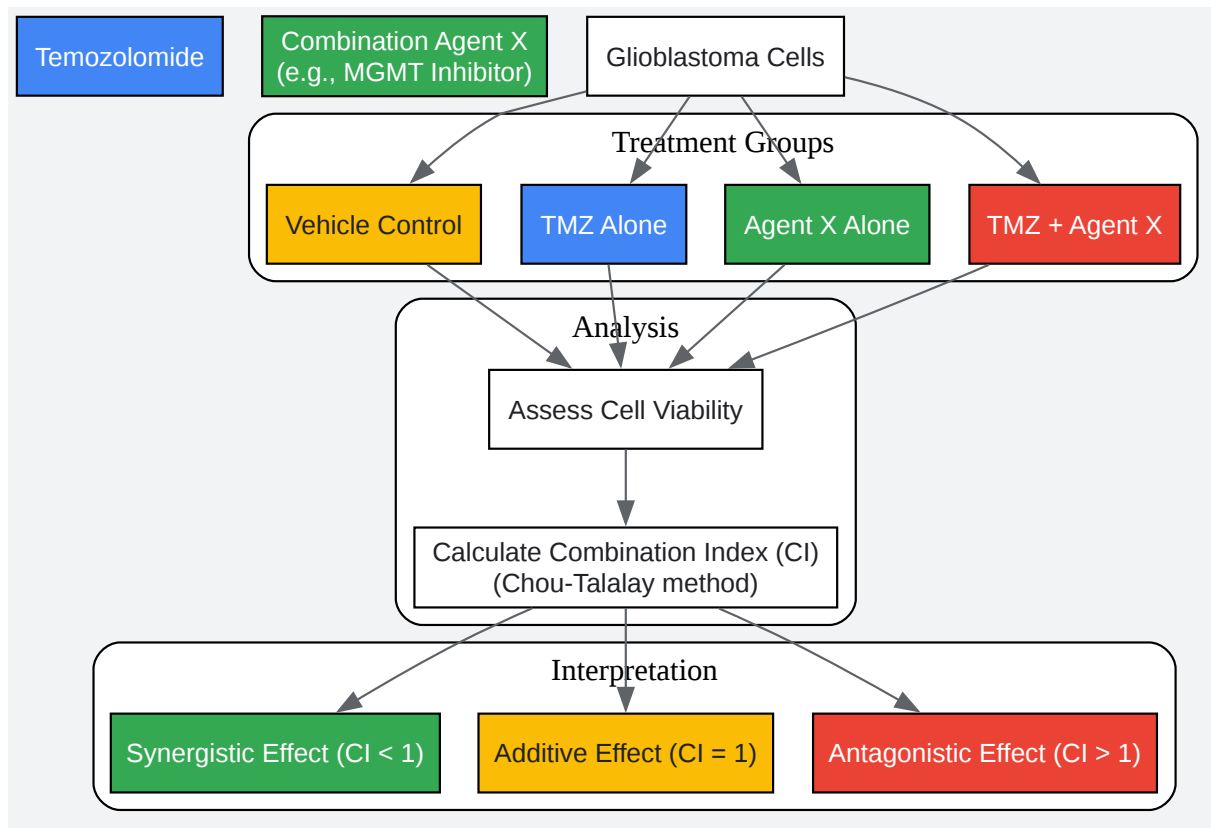 Temozolomide
Combination Agent X
(e.g., MGMT Inhibitor)
Glioblastoma Cells
Treatment Groups
Vehicle Control
TMZ Alone
Agent X Alone
TMZ + Agent X
Analysis
Assess Cell Viability
Calculate Combination Index (CI)
(Chou-Talalay method)
Interpretation
Synergistic Effect (CI < 1)
Additive Effect (CI = 1)
Antagonistic Effect (CI > 1)